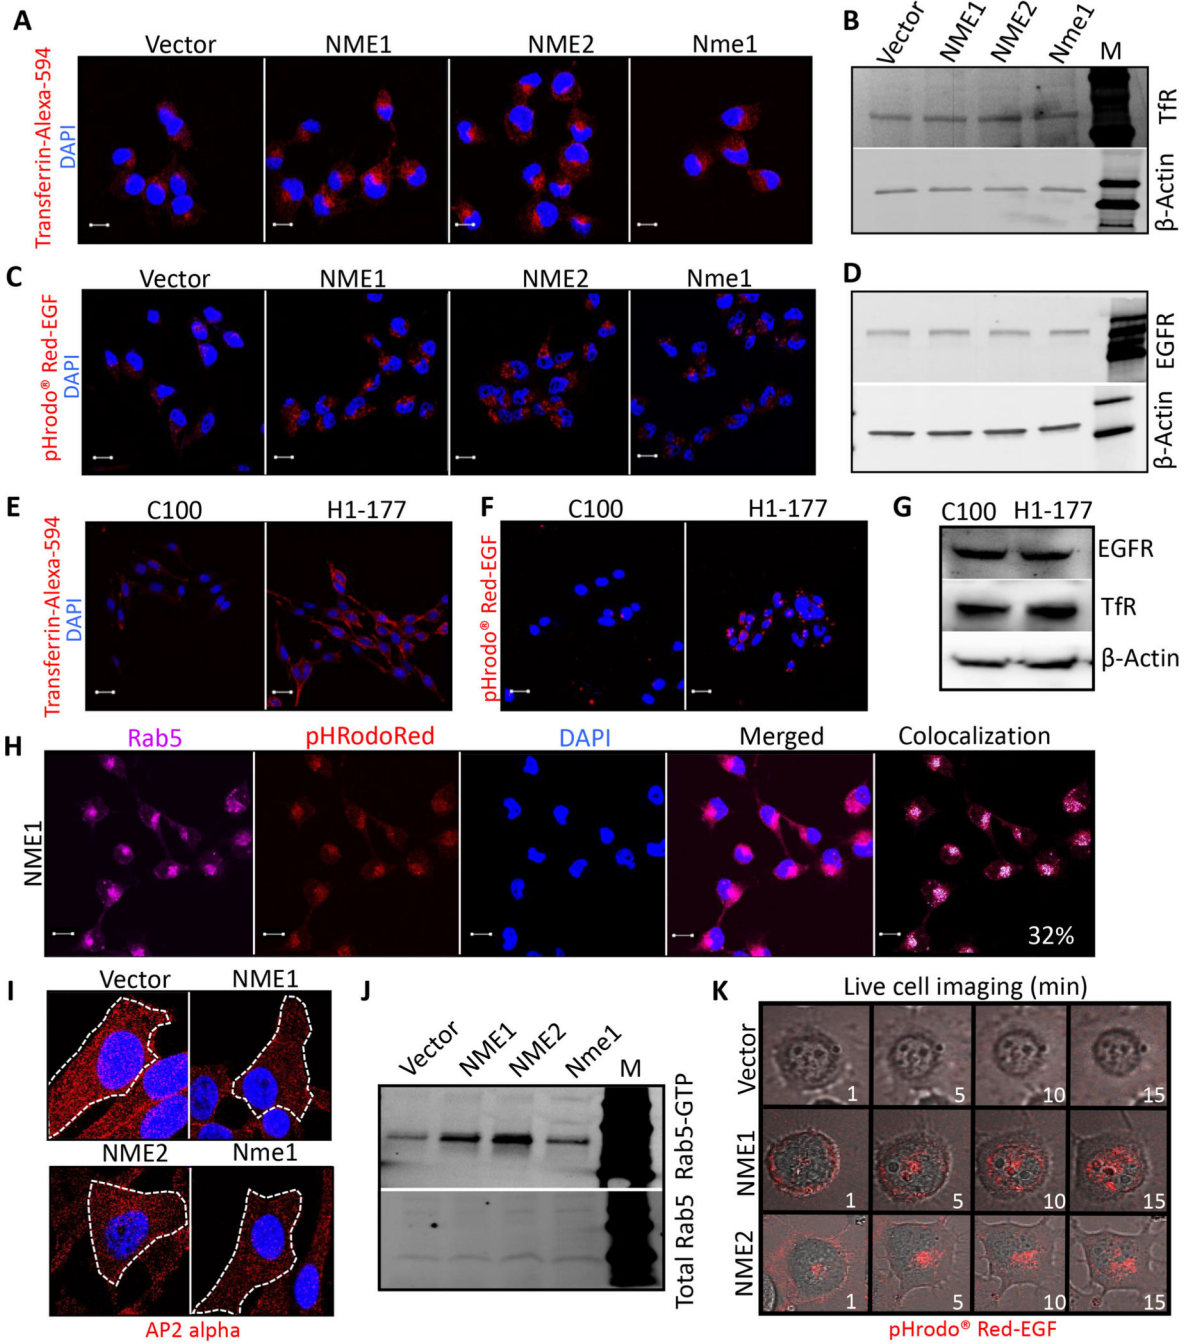 A
Vector NME1 NME2 Nme1
Transferrin-Alexa-594
DAPI
B
Vector NME1 NME2 Nme1 M
TfR
β-Actin
C
Vector NME1 NME2 Nme1
pHrodo® Red-EGF
DAPI
D
EGFR
β-Actin
E
C100 H1-177
Transferrin-Alexa-594
DAPI
F
C100 H1-177
pHrodo® Red-EGF
G
C100 H1-177
EGFR
TfR
β-Actin
H
Rab5 pHRodoRed DAPI Merged Colocalization
NME1
32%
I
Vector NME1
NME2 Nme1
AP2 alpha
J
Vector NME1 NME2 Nme1 M
Rab5-GTP
Total Rab5
K
Live cell imaging (min)
Vector
1 5 10 15
NME1
1 5 10 15
NME2
1 5 10 15
pHrodo® Red-EGF